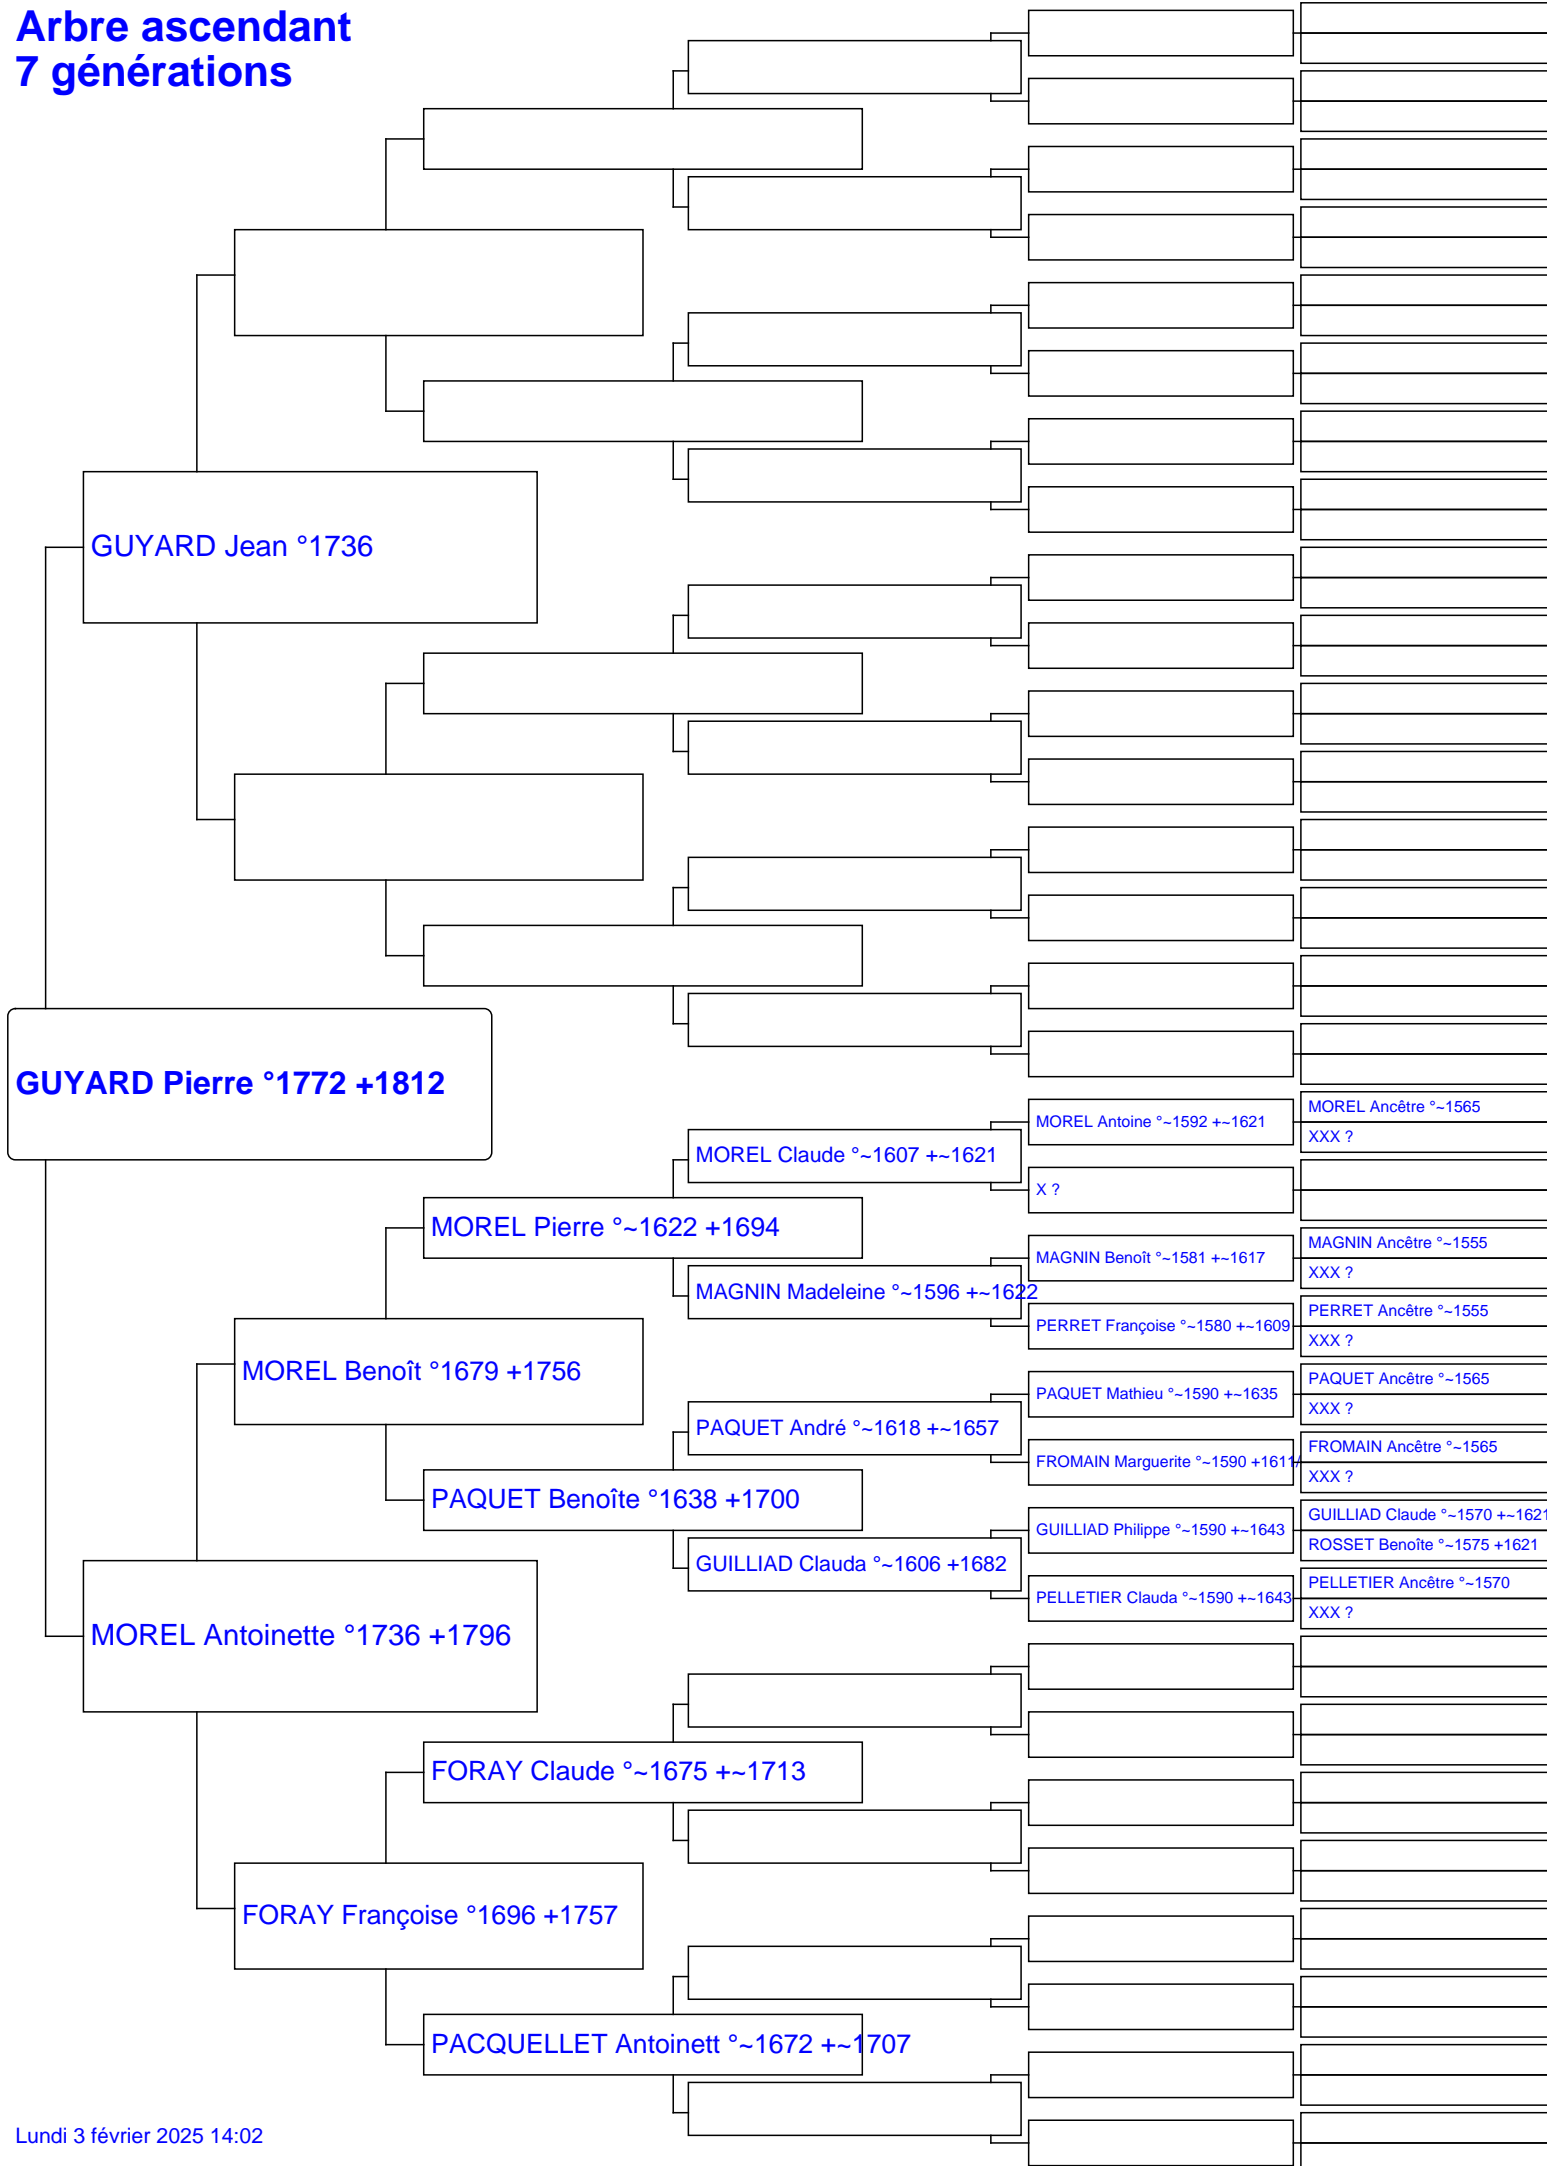 Arbre ascendant
7 générations
GUYARD Jean °1736
GUYARD Pierre °1772 +1812
MOREL Antoine °~1592 +~1621
MOREL Ancêtre °~1565
XXX ?
MOREL Claude °~1607 +~1621
X ?
MOREL Pierre °~1622 +1694
MAGNIN Benoît °~1581 +~1617
MAGNIN Ancêtre °~1555
XXX ?
MAGNIN Madeleine °~1596 +~1622
PERRET Françoise °~1580 +~1609
PERRET Ancêtre °~1555
XXX ?
MOREL Benoît °1679 +1756
PAQUET Mathieu °~1590 +~1635
PAQUET Ancêtre °~1565
XXX ?
PAQUET André °~1618 +~1657
FROMAIN Marguerite °~1590 +1611/
FROMAIN Ancêtre °~1565
XXX ?
PAQUET Benoîte °1638 +1700
GUILLIAD Philippe °~1590 +~1643
GUILLIAD Claude °~1570 +~1621
ROSSET Benoîte °~1575 +1621
GUILLIAD Clauda °~1606 +1682
PELLETIER Clauda °~1590 +~1643
PELLETIER Ancêtre °~1570
XXX ?
MOREL Antoinette °1736 +1796
FORAY Claude °~1675 +~1713
FORAY Françoise °1696 +1757
PACQUELLET Antoinett °~1672 +~1707
Lundi 3 février 2025 14:02